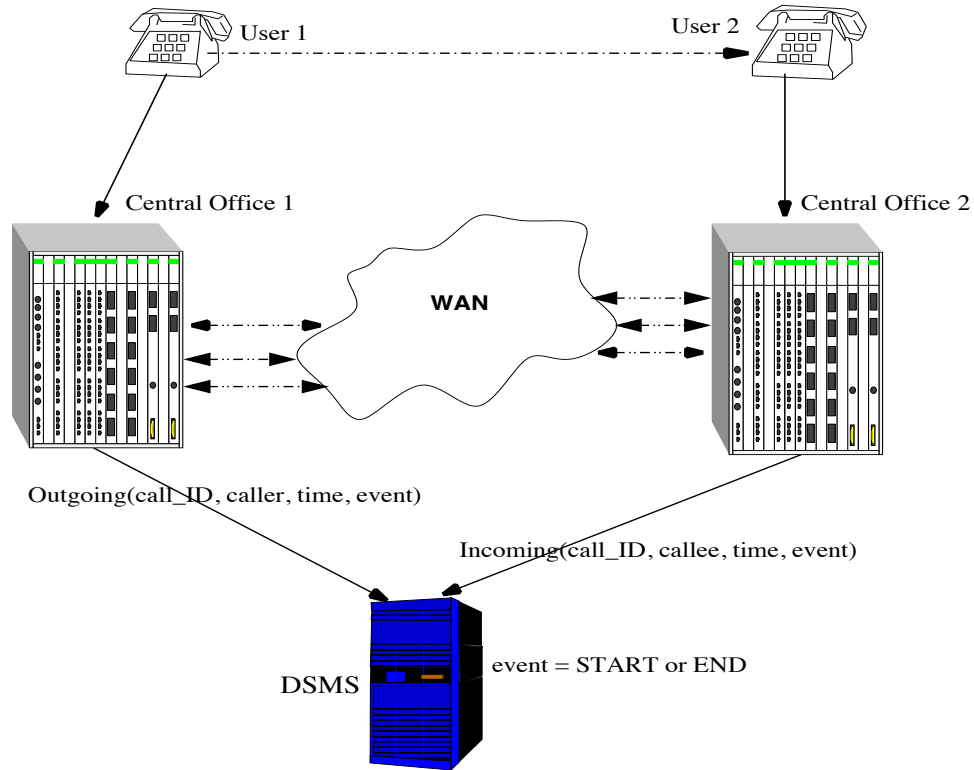 User 1
User 2
Central Office 1
Central Office 2
WAN
Outgoing(call_ID, caller, time, event)
Incoming(call_ID, callee, time, event)
event = START or END
DSMS